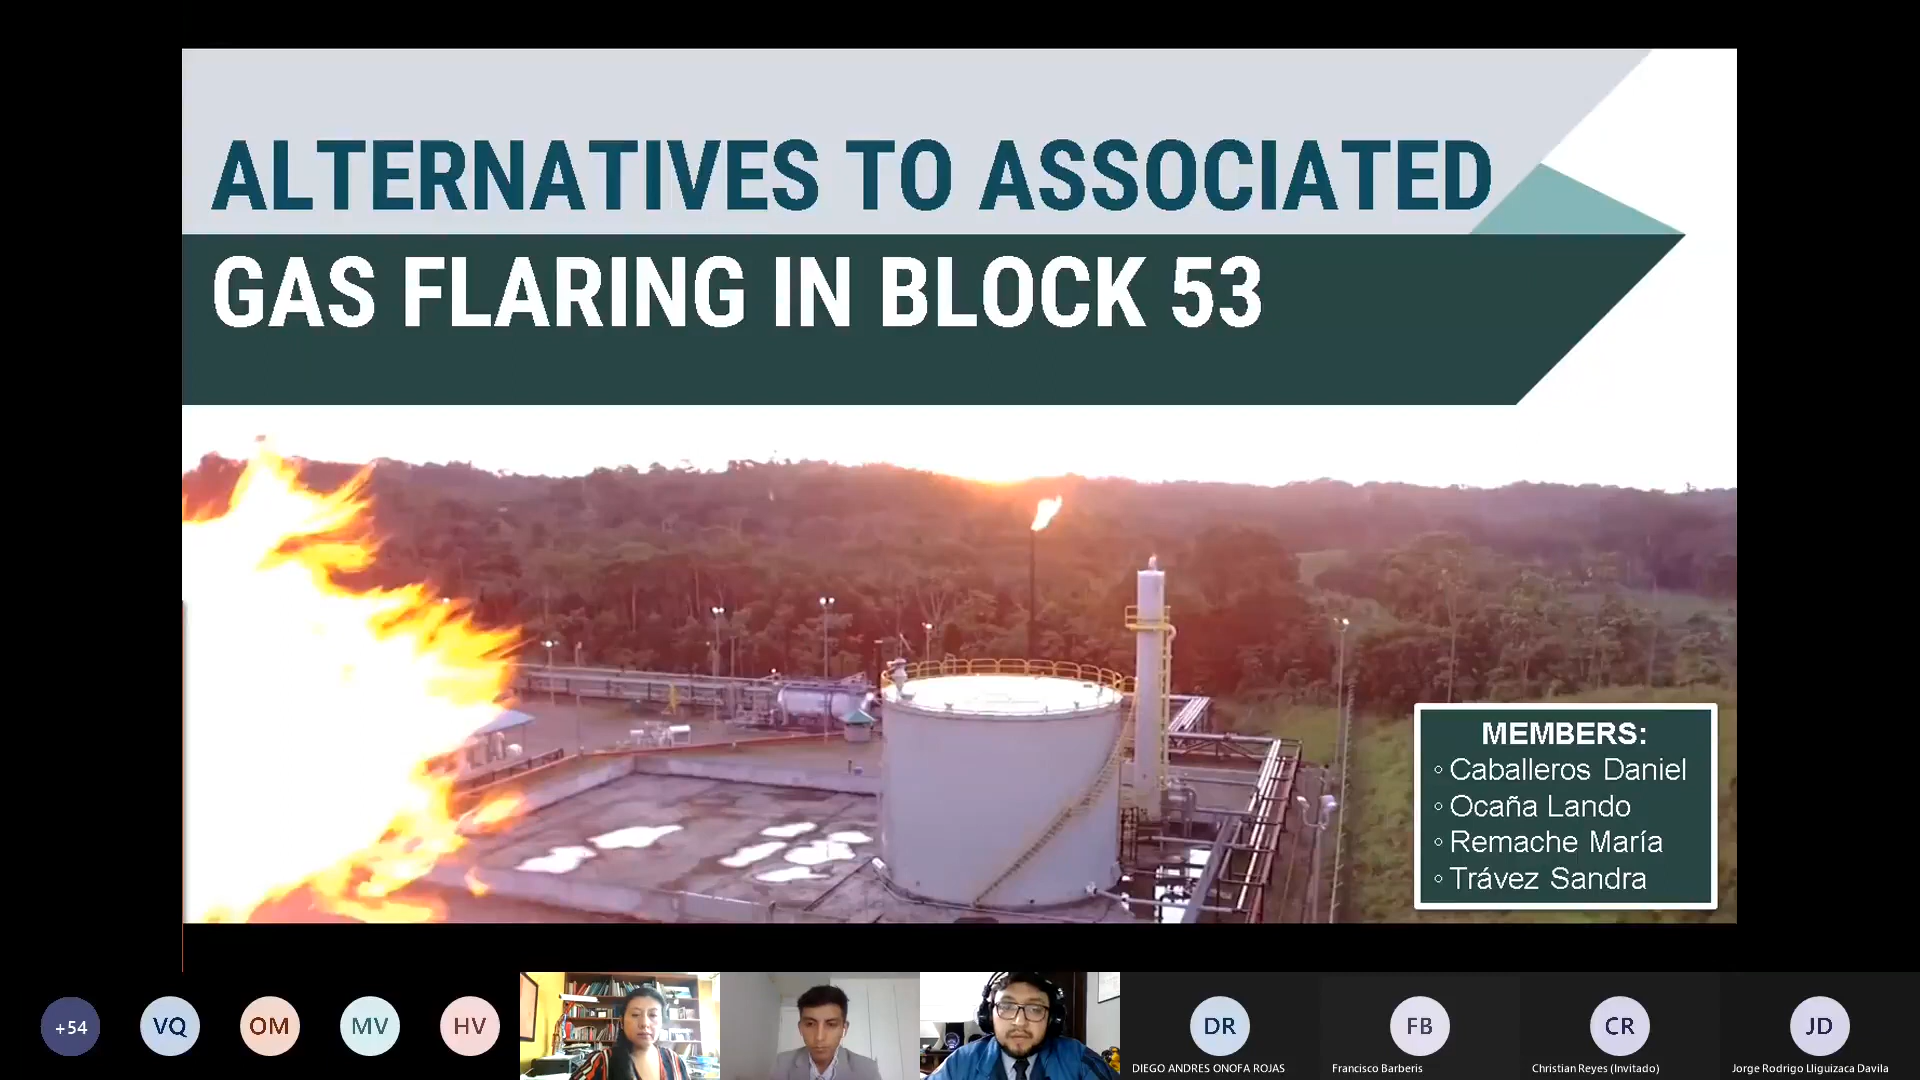 ALTERNATIVES TO ASSOCIATED
GAS FLARING IN BLOCK 53
MEMBERS:
◦ Caballeros Daniel
◦ Ocaña Lando
◦ Remache María
◦ Trávez Sandra
+54
VQ
OM
MV
HV
DR
DIEGO ANDRES ONOFA ROJAS
FB
Francisco Barberis
CR
Christian Reyes (Invitado)
JD
Jorge Rodrigo Lliguizaca Davila